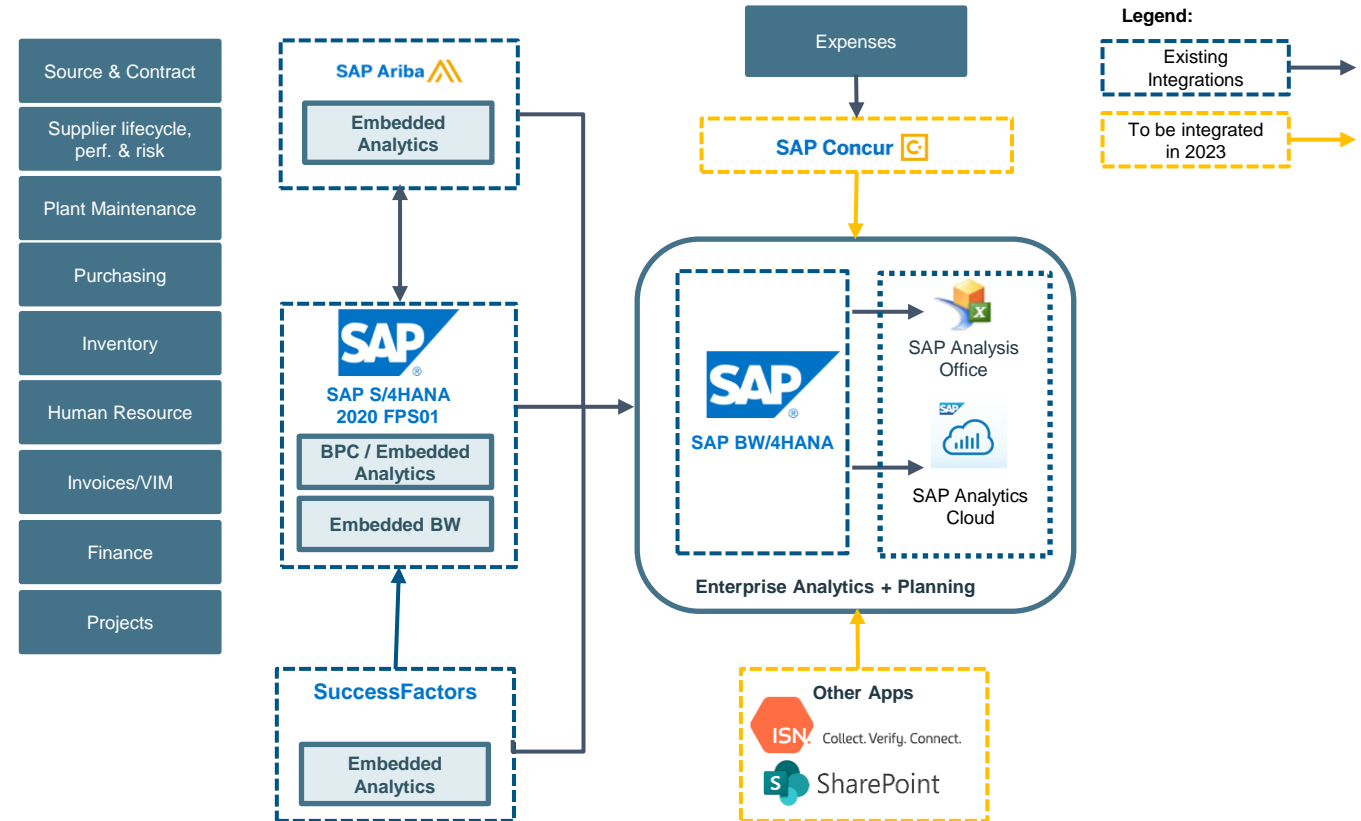 Source & Contract
Supplier lifecycle,
perf. & risk
Plant Maintenance
Purchasing
Inventory
Human Resource
Invoices/VIM
Finance
Projects
SAP Ariba
Embedded
Analytics
SAP
®
SAP S/4HANA
2020 FPS01
BPC / Embedded
Analytics
Embedded BW
SuccessFactors
Embedded
Analytics
Expenses
SAP Concur C
SAP
®
SAP BW/4HANA
X
SAP Analysis
Office
SAP
SAP Analytics
Cloud
Enterprise Analytics + Planning
Other Apps
ISN. Collect. Verify. Connect.
S SharePoint
Legend:
Existing
Integrations
To be integrated
in 2023